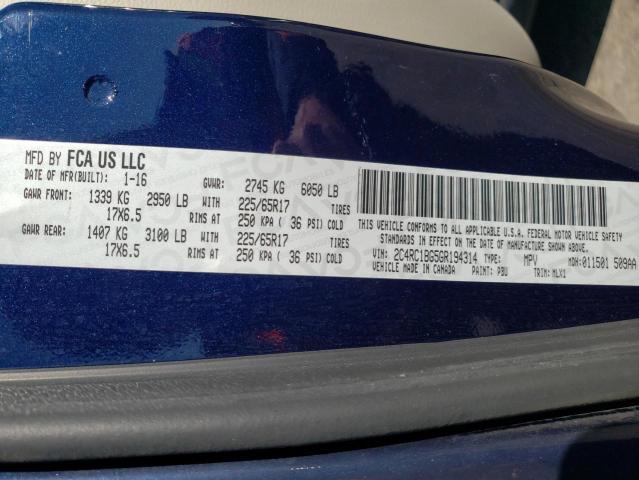 MFD BY FCA US LLC
DATE OF MFR(BUILT): 1-16 GVWR: 2745 KG 6050 LB
GAWR FRONT: 1339 KG 2950 LB WITH 225/65R17 TIRES
17X6.5 RIMS AT 250 KPA ( 36 PSI) COLD
GAWR REAR: 1407 KG 3100 LB WITH 225/65R17 TIRES
17X6.5 RIMS AT 250 KPA ( 36 PSI) COLD
THIS VEHICLE CONFORMS TO ALL APPLICABLE U.S.A. FEDERAL MOTOR VEHICLE SAFETY
STANDARDS IN EFFECT ON THE DATE OF MANUFACTURE SHOWN ABOVE.
VIN: 2C4RC1BG5GR194314 TYPE: MPV MDH:011501 509AA
VEHICLE MADE IN CANADA PAINT: PBU TRIM: MLX1